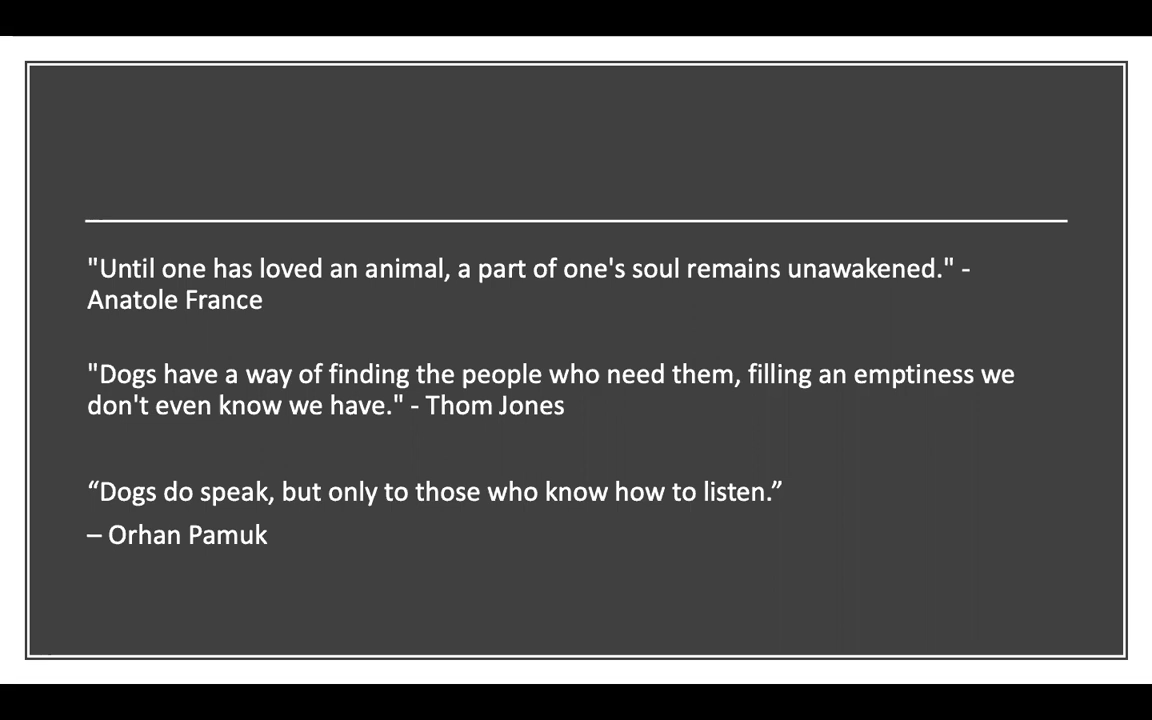 "Until one has loved an animal, a part of one's soul remains unawakened." -
Anatole France
"Dogs have a way of finding the people who need them, filling an emptiness we
don't even know we have." - Thom Jones
“Dogs do speak, but only to those who know how to listen.”
– Orhan Pamuk